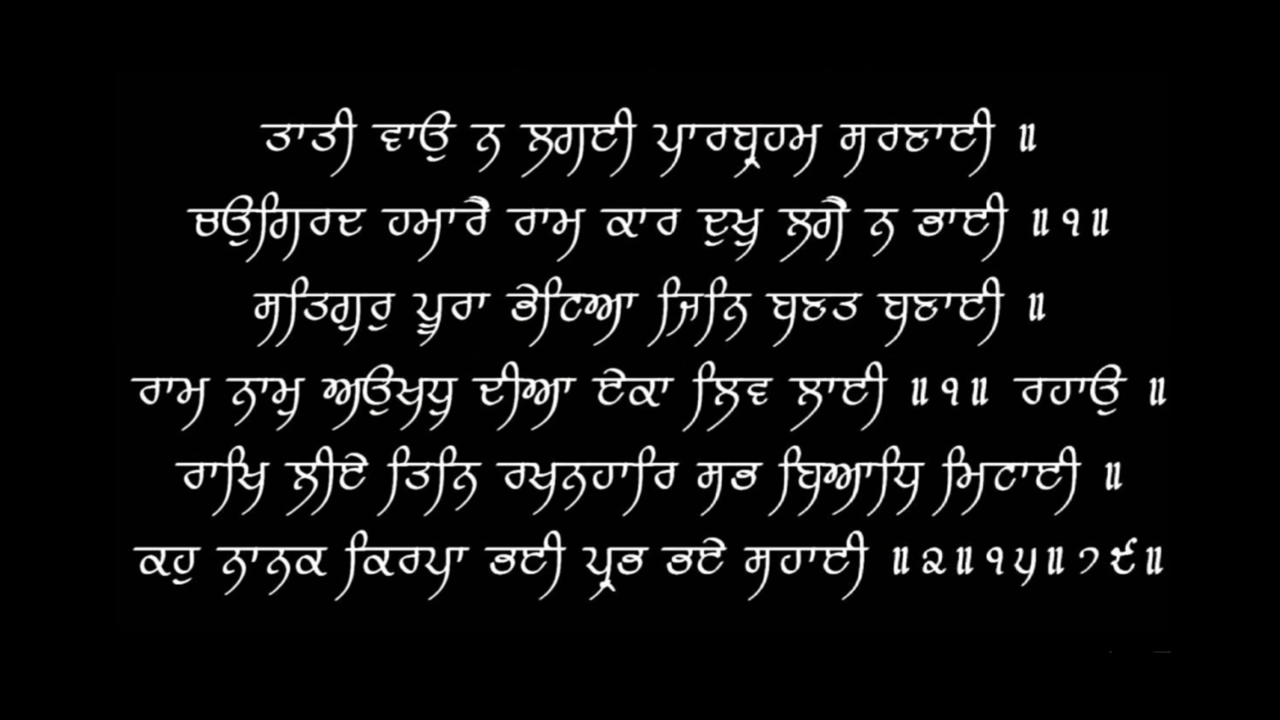 ਤਾਤੀ ਵਾਉ ਨ ਲਗਈ ਪਾਰਬ੍ਰਹਮ ਸਰਣਾਈ ॥
ਚਉਗਿਰਦ ਹਮਾਰੈ ਰਾਮ ਕਾਰ ਦੁਖੁ ਲਗੈ ਨ ਭਾਈ ॥੧॥
ਸਤਿਗੁਰੁ ਪੂਰਾ ਭੇਟਿਆ ਜਿਨਿ ਬਣਤ ਬਣਾਈ ॥
ਰਾਮ ਨਾਮੁ ਅਉਖਧੁ ਦੀਆ ਏਕਾ ਲਿਵ ਲਾਈ ॥੧॥ ਰਹਾਉ ॥
ਰਾਖਿ ਲੀਏ ਤਿਨਿ ਰਖਨਹਾਰਿ ਸਭ ਬਿਆਧਿ ਮਿਟਾਈ ॥
ਕਹੁ ਨਾਨਕ ਕਿਰਪਾ ਭਈ ਪ੍ਰਭ ਭਏ ਸਹਾਈ ॥੨॥੧੫॥੭੯॥